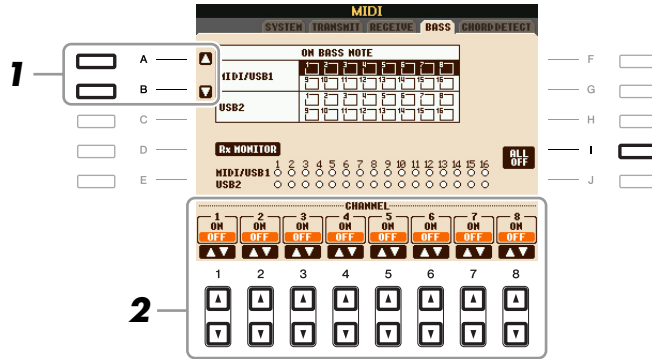 MIDI
SYSTEM TRANSMIT RECEIVE BASS CHORD DETECT
1
A
B
C
D
E
F
G
H
I
J
ON BASS NOTE
MIDI/USB1
1 2 3 4 5 6 7 8
9 10 11 12 13 14 15 16
USB2
1 2 3 4 5 6 7 8
9 10 11 12 13 14 15 16
Rx MONITOR
1 2 3 4 5 6 7 8 9 10 11 12 13 14 15 16
MIDI/USB1
USB2
ALL
OFF
CHANNEL
1 2 3 4 5 6 7 8
ON ON ON ON ON ON ON ON
OFF OFF OFF OFF OFF OFF OFF OFF
1 2 3 4 5 6 7 8
2